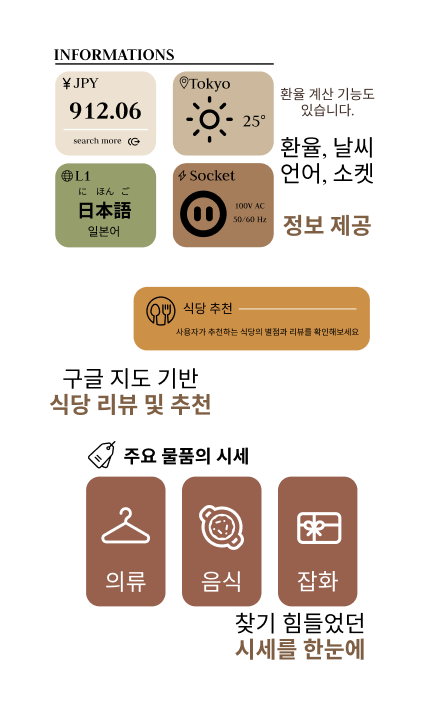 INFORMATIONS
¥ JPY
912.06
search more
Tokyo
25°
환율 계산 기능도
있습니다.
환율, 날씨
언어, 소켓
L1
に ほん ご
日本語
일본어
Socket
100V AC
50/60 Hz
정보 제공
식당 추천
사용자가 추천하는 식당의 별점과 리뷰를 확인해보세요
구글 지도 기반
식당 리뷰 및 추천
주요 물품의 시세
의류
음식
잡화
찾기 힘들었던
시세를 한눈에